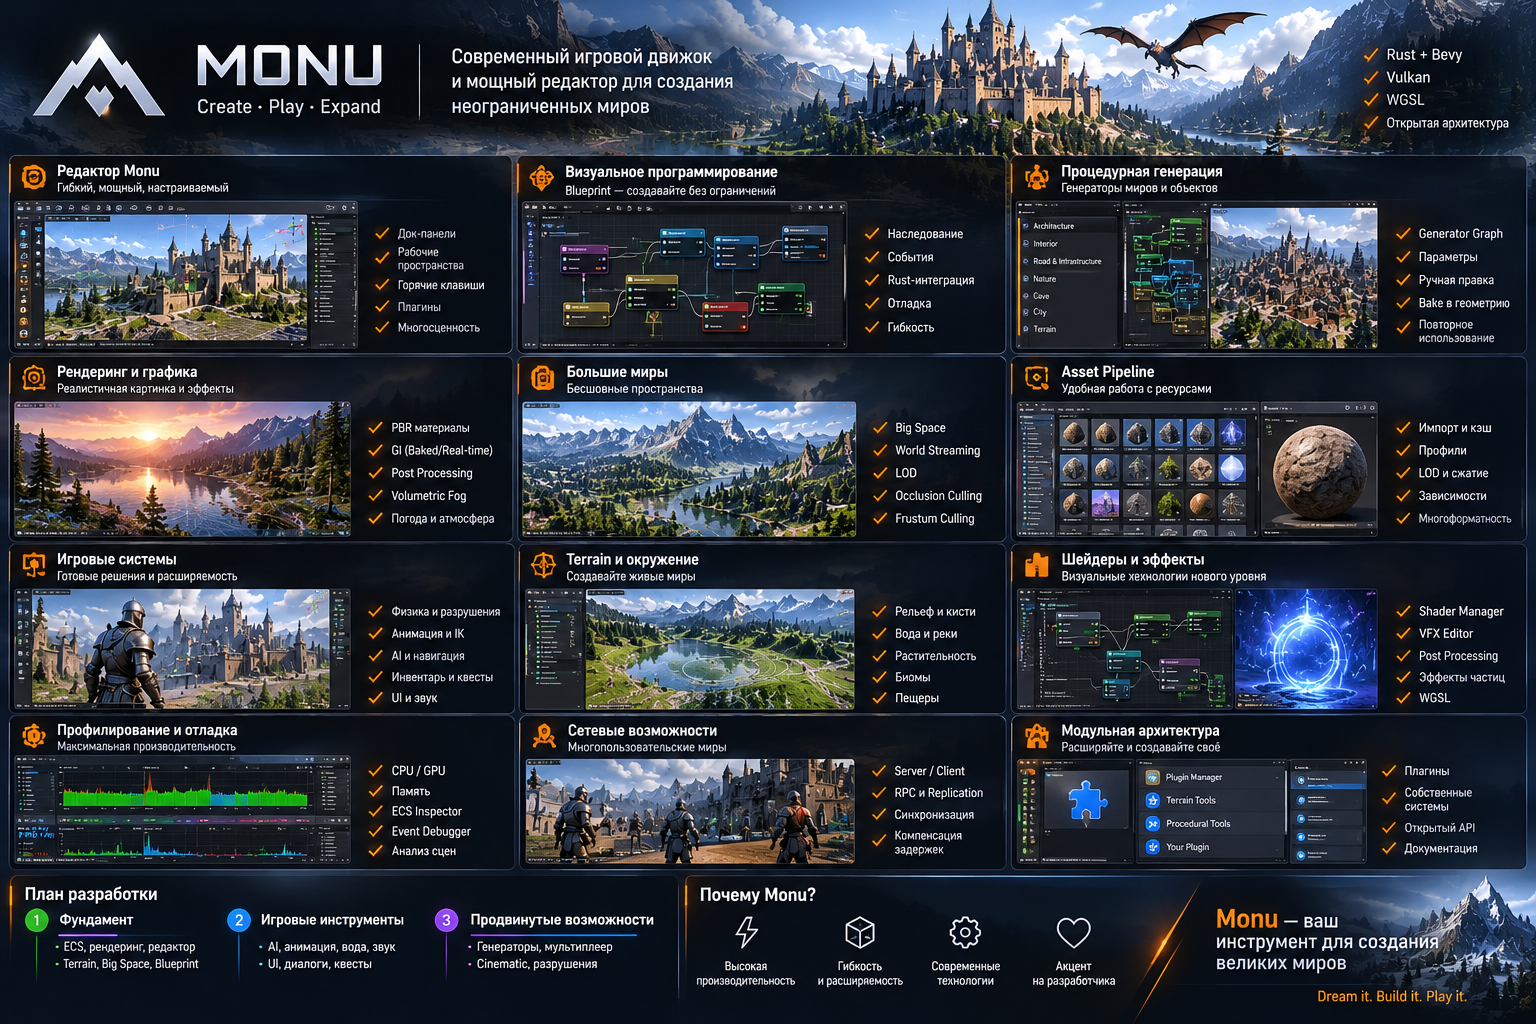 MONU
Create · Play · Expand
Современный игровой движок
и мощный редактор для создания
неограниченных миров
Rust + Bevy
Vulkan
WGSL
Открытая архитектура
Редактор Monu
Гибкий, мощный, настраиваемый
Док-панели
Рабочие
пространства
Горячие клавиши
Плагины
Многосценность
Визуальное программирование
Blueprint — создавайте без ограничений
Наследование
События
Rust-интеграция
Отладка
Гибкость
Процедурная генерация
Генераторы миров и объектов
Architecture
Interior
Road & Infrastructure
Nature
Cave
City
Terrain
Generator Graph
Параметры
Ручная правка
Bake в геометрию
Повторное
использование
Рендеринг и графика
Реалистичная картинка и эффекты
PBR материалы
GI (Baked/Real-time)
Post Processing
Volumetric Fog
Погода и атмосфера
Большие миры
Бесшовные пространства
Big Space
World Streaming
LOD
Occlusion Culling
Frustum Culling
Asset Pipeline
Удобная работа с ресурсами
Импорт и кэш
Профили
LOD и сжатие
Зависимости
Многоформатность
Игровые системы
Готовые решения и расширяемость
Физика и разрушения
Анимация и IK
AI и навигация
Инвентарь и квесты
UI и звук
Terrain и окружение
Создавайте живые миры
Рельеф и кисти
Вода и реки
Растительность
Биомы
Пещеры
Шейдеры и эффекты
Визуальные хехнологии нового уровня
Shader Manager
VFX Editor
Post Processing
Эффекты частиц
WGSL
Профилирование и отладка
Максимальная производительность
CPU / GPU
Память
ECS Inspector
Event Debugger
Анализ сцен
Сетевые возможности
Многопользовательские миры
Server / Client
RPC и Replication
Синхронизация
Компенсация
задержек
Модульная архитектура
Расширяйте и создавайте своё
Plugin Manager
Terrain Tools
Procedural Tools
Your Plugin
Плагины
Собственные
системы
Открытый API
Документация
План разработки
1 Фундамент
• ECS, рендеринг, редактор
• Terrain, Big Space, Blueprint
2 Игровые инструменты
• AI, анимация, вода, звук
• UI, диалоги, квесты
3 Продвинутые возможности
• Генераторы, мультиплеер
• Cinematic, разрушения
Почему Monu?
Высокая
производительность
Гибкость
и расширяемость
Современные
технологии
Акцент
на разработчика
Monu — ваш
инструмент для создания
великих миров
Dream it. Build it. Play it.